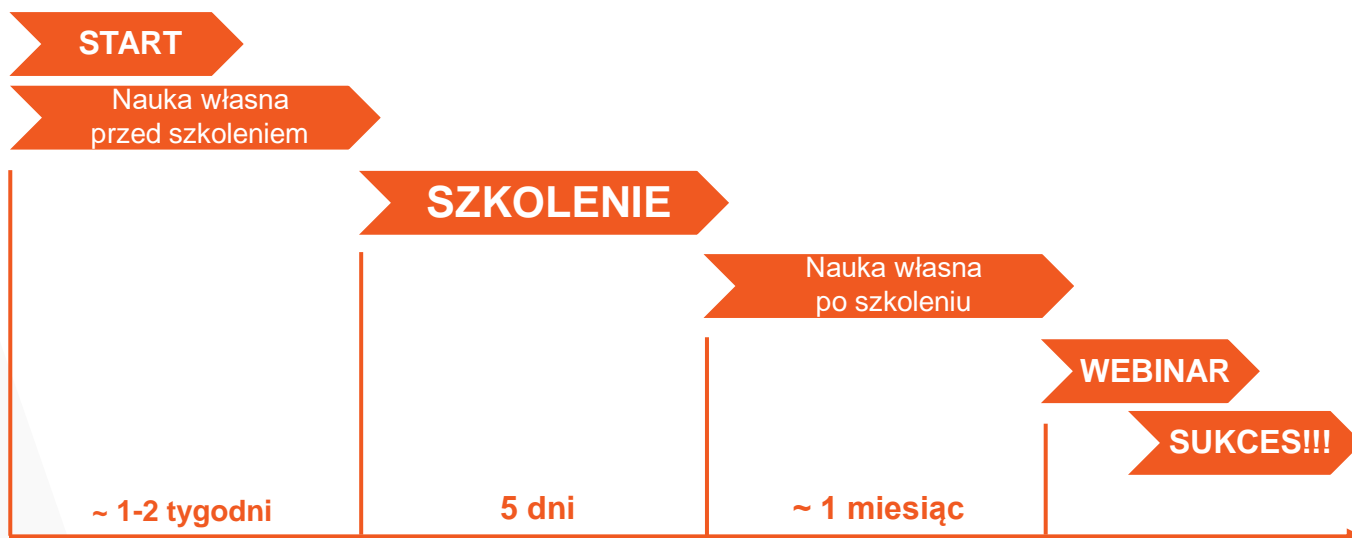 START
Nauka własna
przed szkoleniem
SZKOLENIE
Nauka własna
po szkoleniu
WEBINAR
SUKCES!!!
~ 1-2 tygodni
5 dni
~ 1 miesiąc